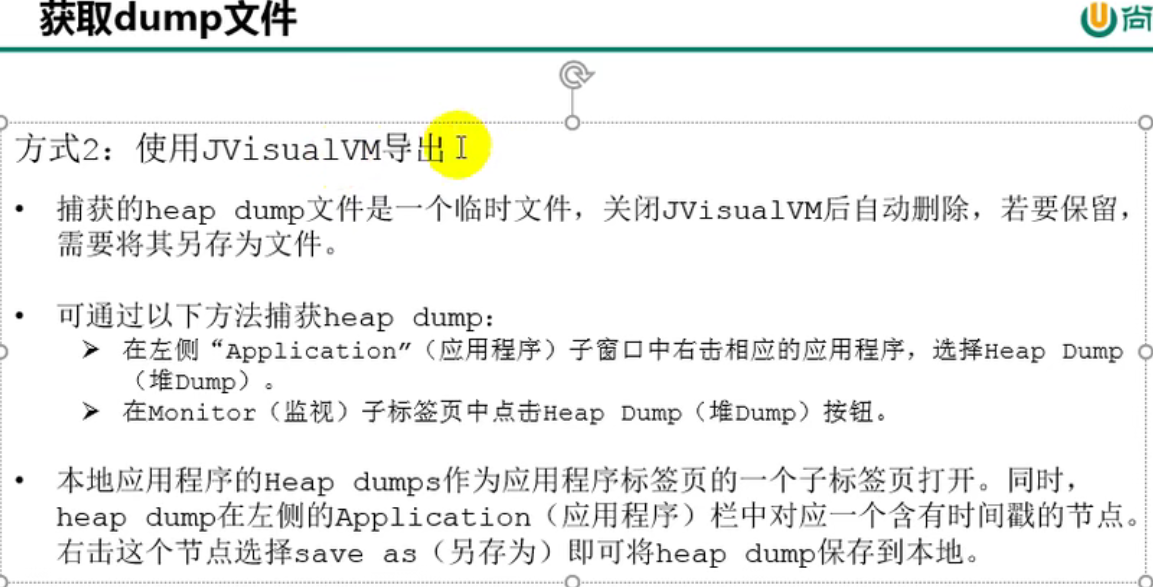 获取dump文件
尚
方式2：使用JVisualVM导出
• 捕获的heap dump文件是一个临时文件，关闭JVisualVM后自动删除，若要保留，
需要将其另存为文件。
• 可通过以下方法捕获heap dump：
➢ 在左侧“Application”（应用程序）子窗口中右击相应的应用程序，选择Heap Dump
（堆Dump）。
➢ 在Monitor（监视）子标签页中点击Heap Dump（堆Dump）按钮。
• 本地应用程序的Heap dumps作为应用程序标签页的一个子标签页打开。同时，
heap dump在左侧的Application（应用程序）栏中对应一个含有时间戳的节点。
右击这个节点选择save as（另存为）即可将heap dump保存到本地。